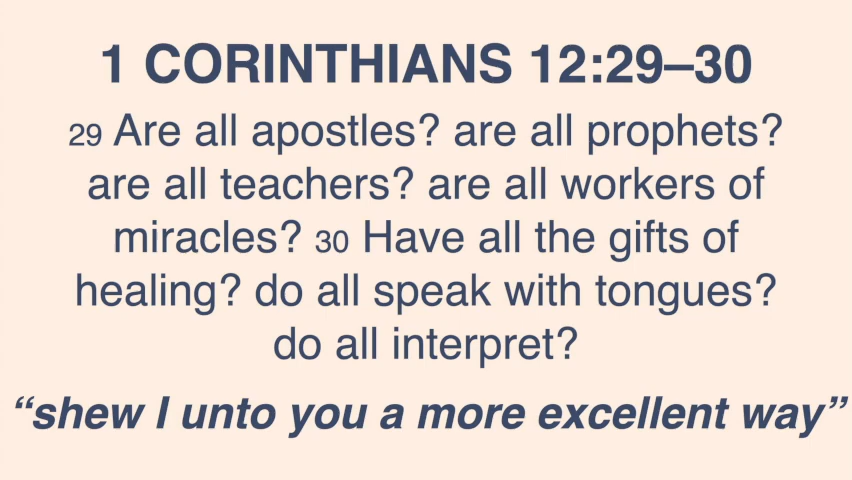 1 CORINTHIANS 12:29–30
29 Are all apostles? are all prophets?
are all teachers? are all workers of
miracles? 30 Have all the gifts of
healing? do all speak with tongues?
do all interpret?
“shew I unto you a more excellent way”